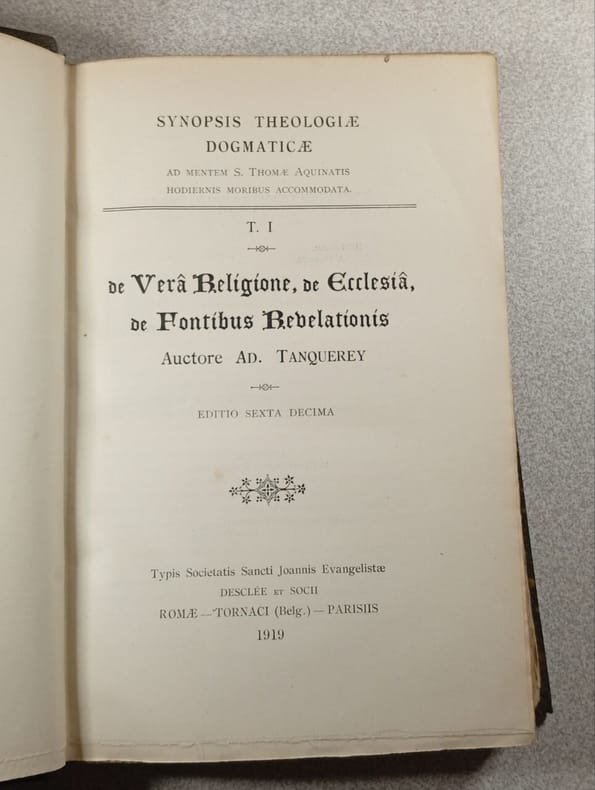 SYNOPSIS THEOLOGIÆ
DOGMATICÆ
AD MENTEM S. THOMÆ AQUINATIS
HODIERNIS MORIBUS ACCOMMODATA.
T. I
de Verâ Religione, de Ecclesiâ,
de Fontibus Revelationis
Auctore AD. TANQUEREY
EDITIO SEXTA DECIMA
Typis Societatis Sancti Joannis Evangelistæ
DESCLÉE ET SOCII
ROMÆ — TORNACI (Belg.) — PARISIIS
1919